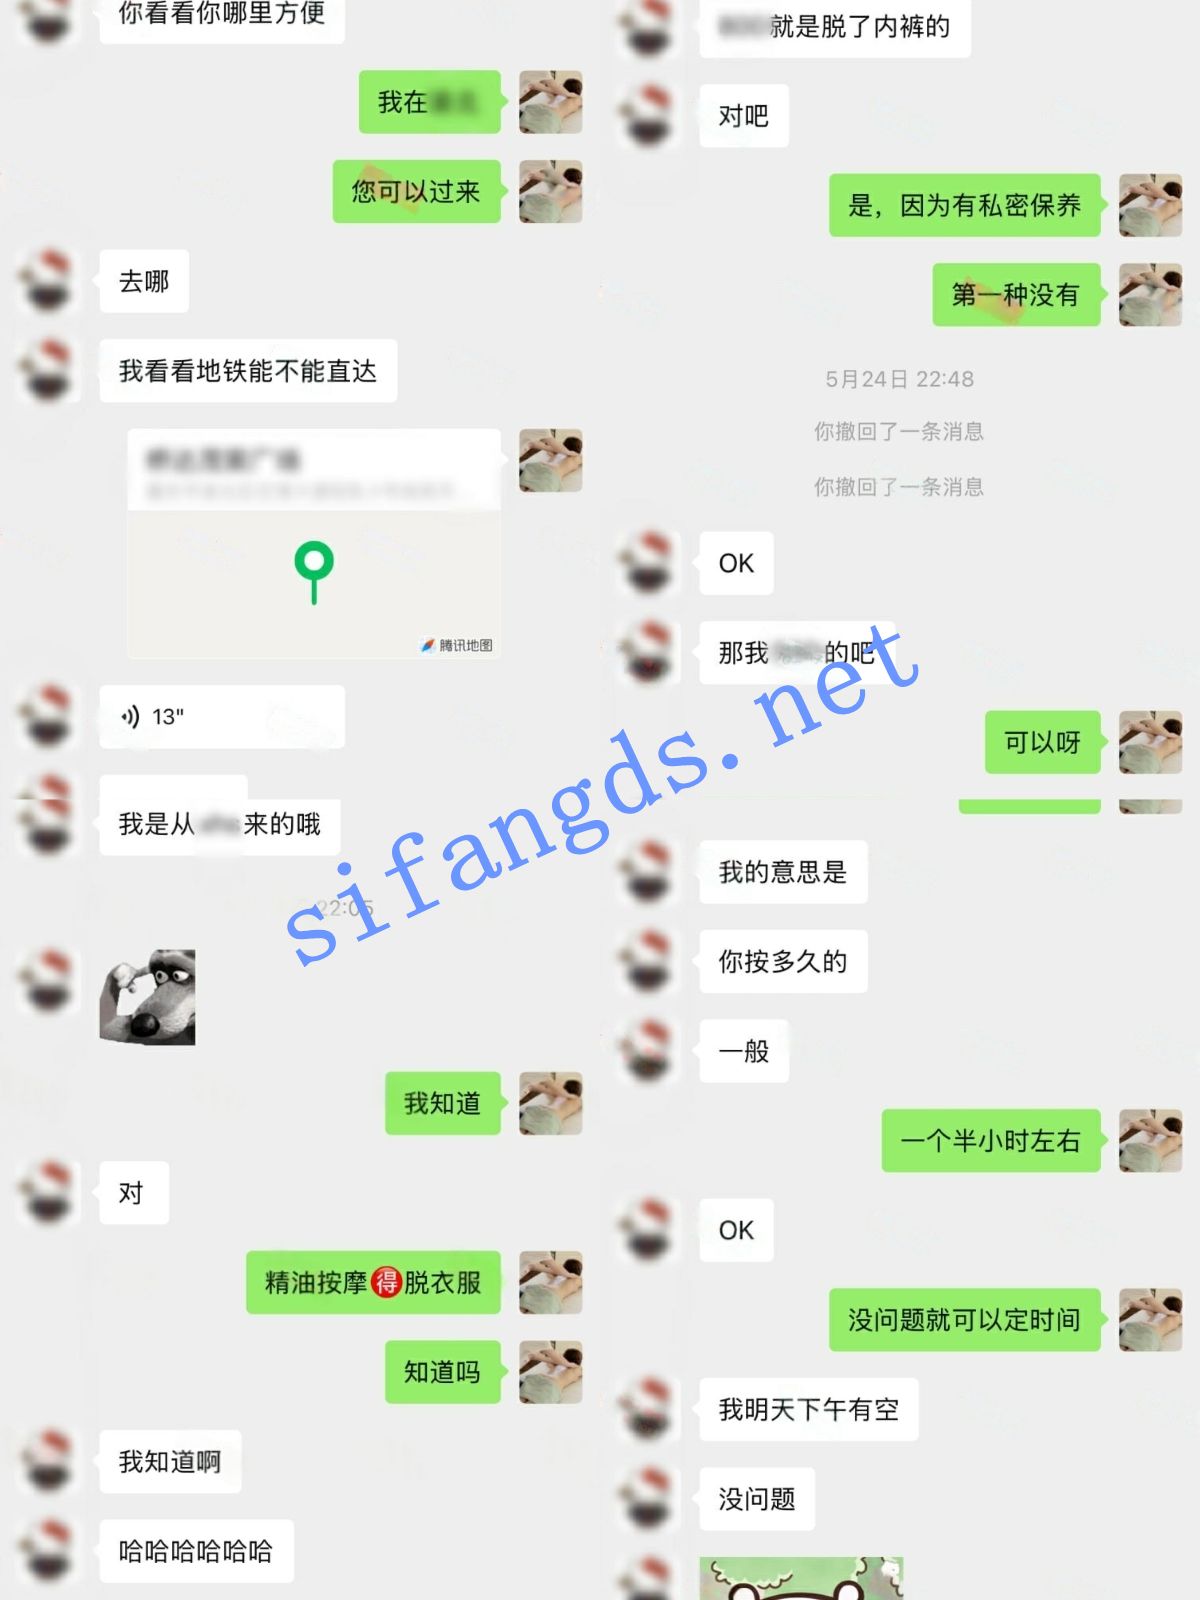 你看看你哪里方便
我在
您可以过来
去哪
我看看地铁能不能直达
腾讯地图
13"
我是从
来的哦
22:05
我知道
对
精油按摩得脱衣服
知道吗
我知道啊
哈哈哈哈哈哈
就是脱了内裤的
对吧
是，因为有私密保养
第一种没有
5月24日 22:48
你撤回了一条消息
你撤回了一条消息
OK
那我
的吧
可以呀
我的意思是
你按多久的
一般
一个半小时左右
OK
没问题就可以定时间
我明天下午有空
没问题
sifangds.net